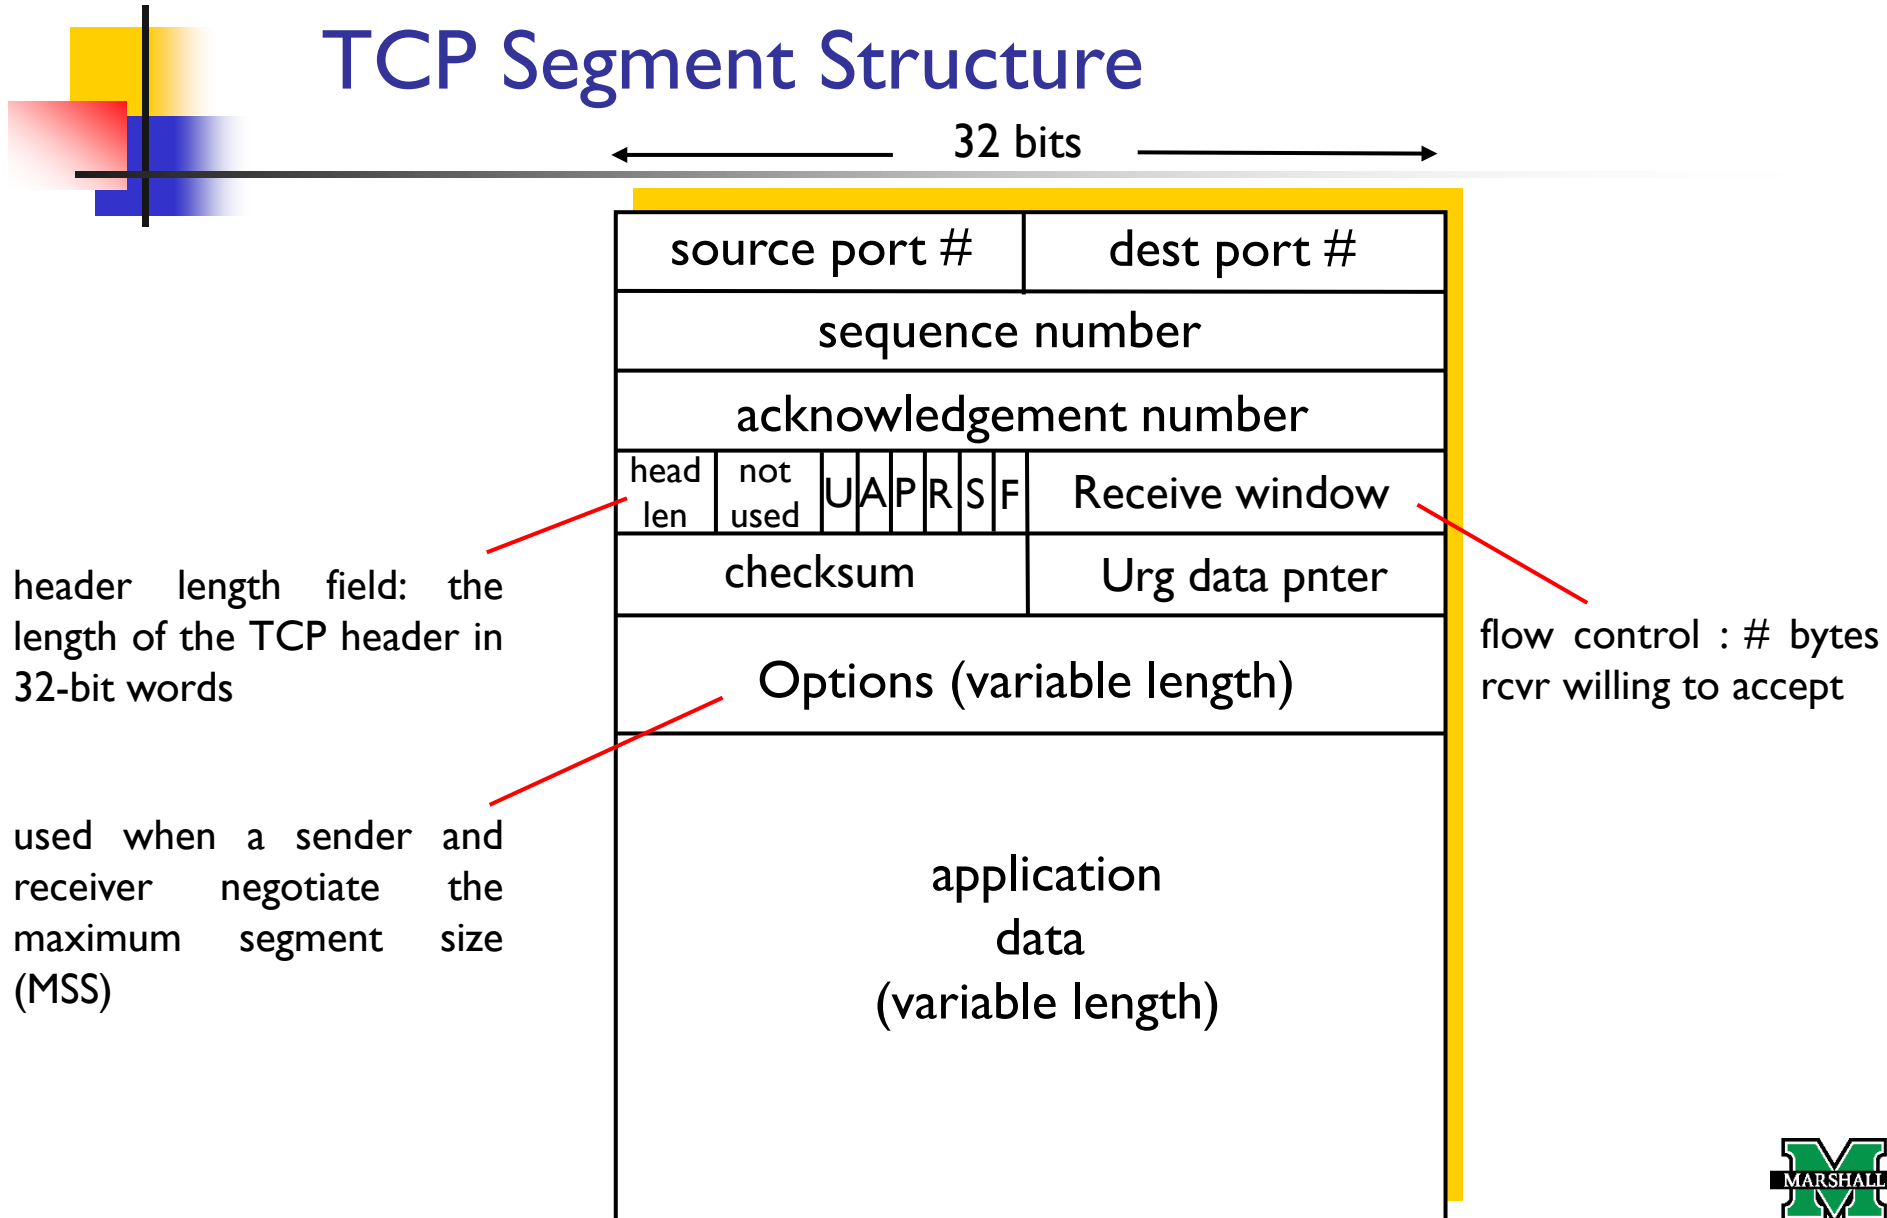 TCP Segment Structure
32 bits
source port # dest port #
sequence number
acknowledgement number
head len not used U A P R S F Receive window
checksum Urg data pnter
Options (variable length)
application
data
(variable length)
header length field: the
length of the TCP header in
32-bit words
used when a sender and
receiver negotiate the
maximum segment size
(MSS)
flow control : # bytes
rcvr willing to accept
MARSHALL